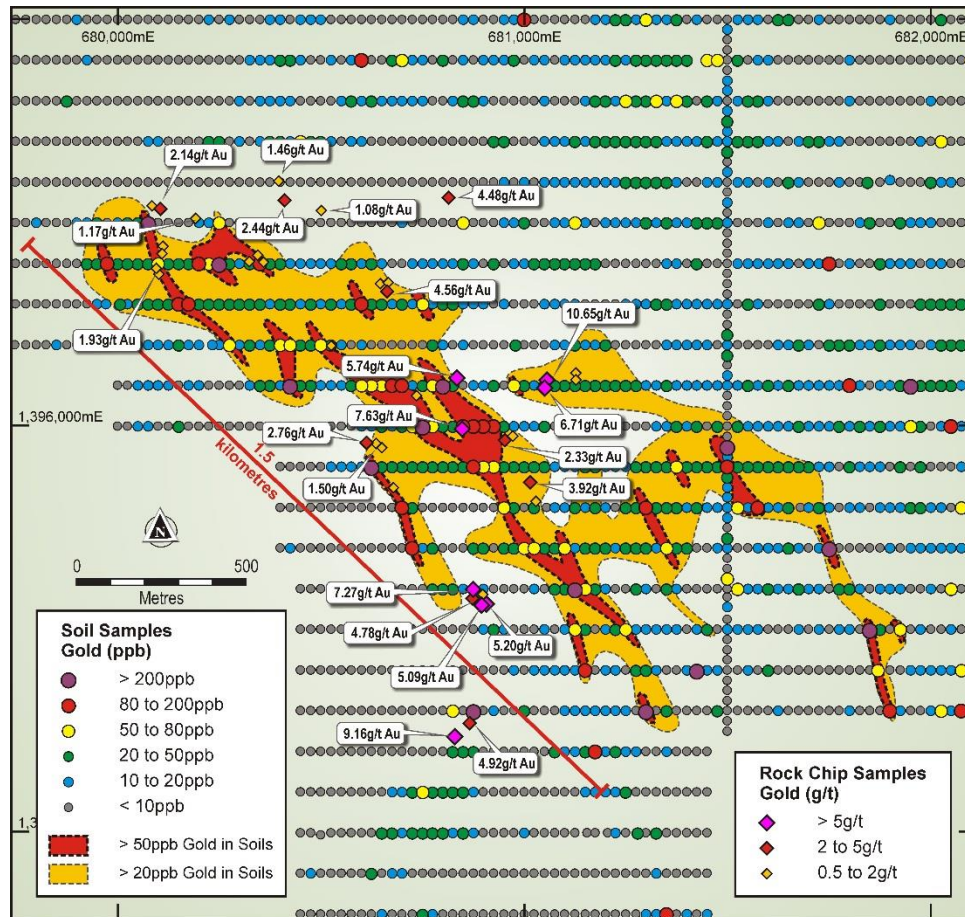 680,000mE
681,000mE
682,000mE
2.14g/t Au
1.46g/t Au
4.48g/t Au
1.08g/t Au
1.17g/t Au
2.44g/t Au
4.56g/t Au
10.65g/t Au
1.93g/t Au
5.74g/t Au
1,396,000mE
7.63g/t Au
6.71g/t Au
2.76g/t Au
2.33g/t Au
1.5
kilometres
1.50g/t Au
3.92g/t Au
N
0
500
Metres
7.27g/t Au
4.78g/t Au
5.20g/t Au
5.09g/t Au
9.16g/t Au
4.92g/t Au
Soil Samples
Gold (ppb)
> 200ppb
80 to 200ppb
50 to 80ppb
20 to 50ppb
10 to 20ppb
< 10ppb
> 50ppb Gold in Soils
> 20ppb Gold in Soils
Rock Chip Samples
Gold (g/t)
> 5g/t
2 to 5g/t
0.5 to 2g/t